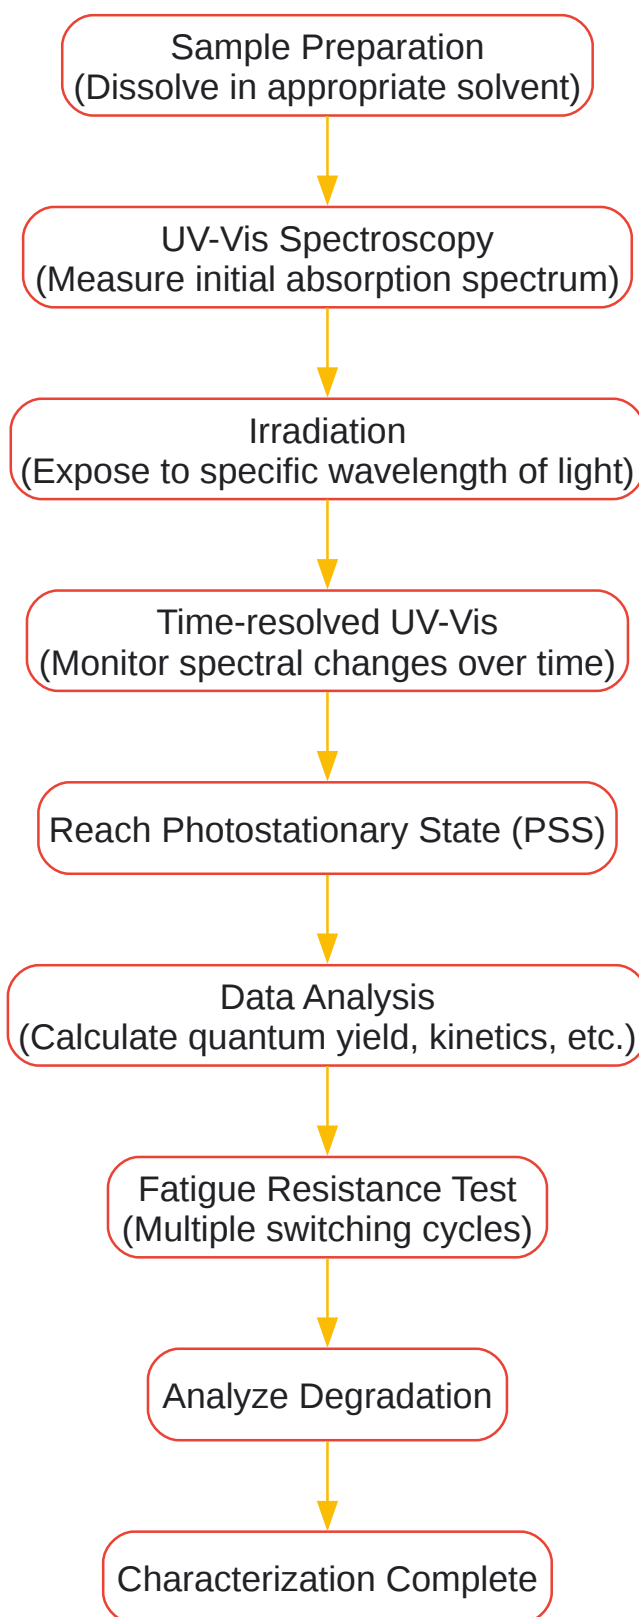 Sample Preparation
(Dissolve in appropriate solvent)
UV-Vis Spectroscopy
(Measure initial absorption spectrum)
Irradiation
(Expose to specific wavelength of light)
Time-resolved UV-Vis
(Monitor spectral changes over time)
Reach Photostationary State (PSS)
Data Analysis
(Calculate quantum yield, kinetics, etc.)
Fatigue Resistance Test
(Multiple switching cycles)
Analyze Degradation
Characterization Complete